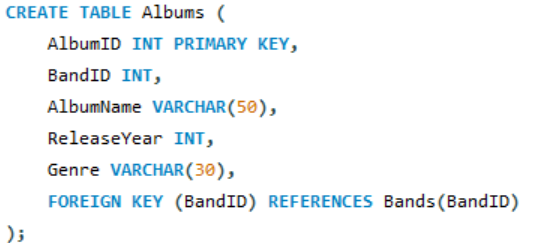 CREATE TABLE Albums (
    AlbumID INT PRIMARY KEY,
    BandID INT,
    AlbumName VARCHAR(50),
    ReleaseYear INT,
    Genre VARCHAR(30),
    FOREIGN KEY (BandID) REFERENCES Bands(BandID)
);